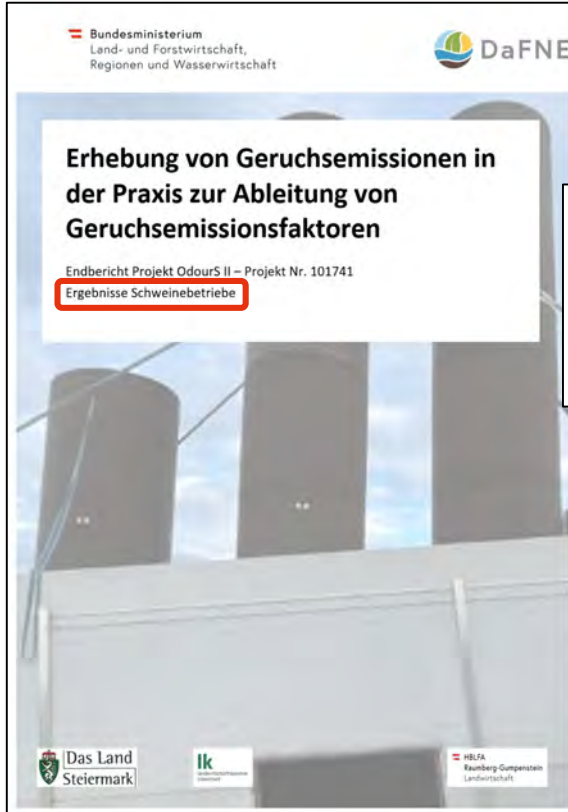 Bundesministerium
Land- und Forstwirtschaft,
Regionen und Wasserwirtschaft
DaFNE
Erhebung von Geruchsemissionen in
der Praxis zur Ableitung von
Geruchsemissionsfaktoren
Endbericht Projekt OdourS II – Projekt Nr. 101741
Ergebnisse Schweinebetriebe
Das Land
Steiermark
lk
HBLFA
Raumberg-Gumpenstein
Landwirtschaft